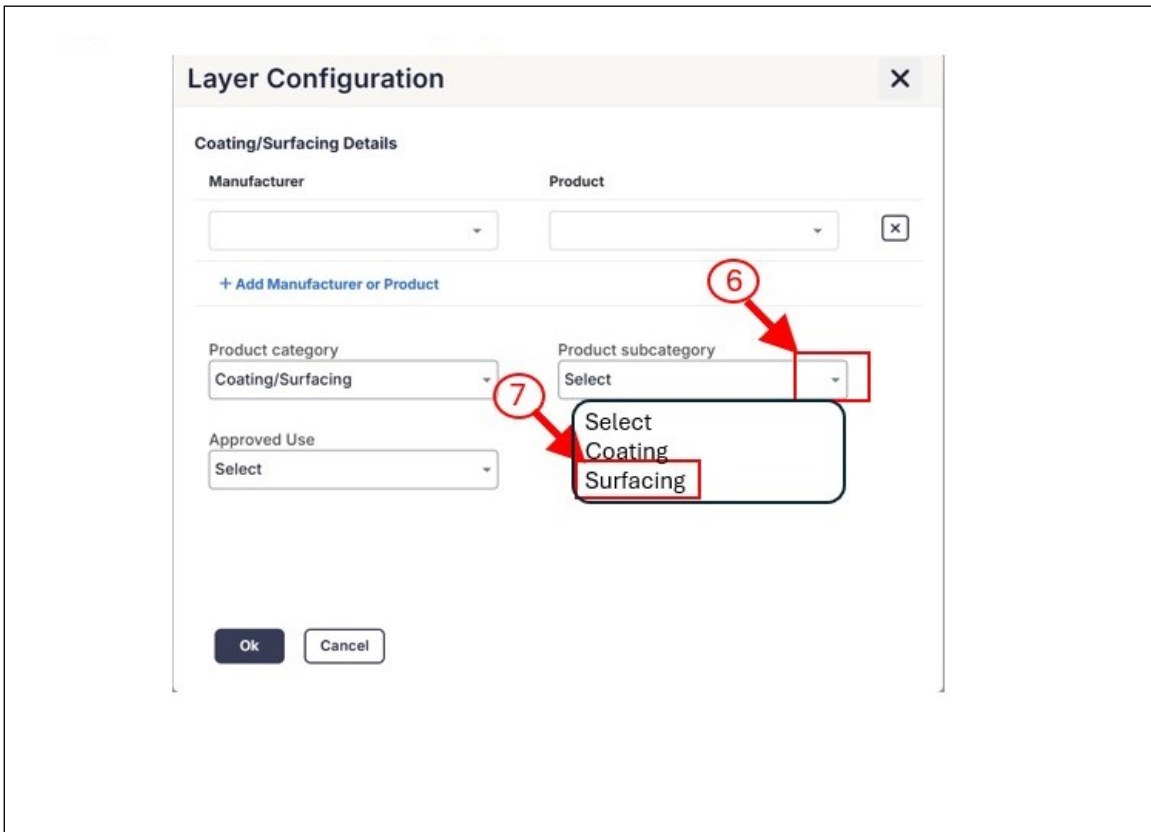 Layer Configuration
Coating/Surfacing Details
Manufacturer Product
+ Add Manufacturer or Product
6
Product category Product subcategory
Coating/Surfacing Select
7
Select
Coating
Surfacing
Approved Use
Select
Ok Cancel